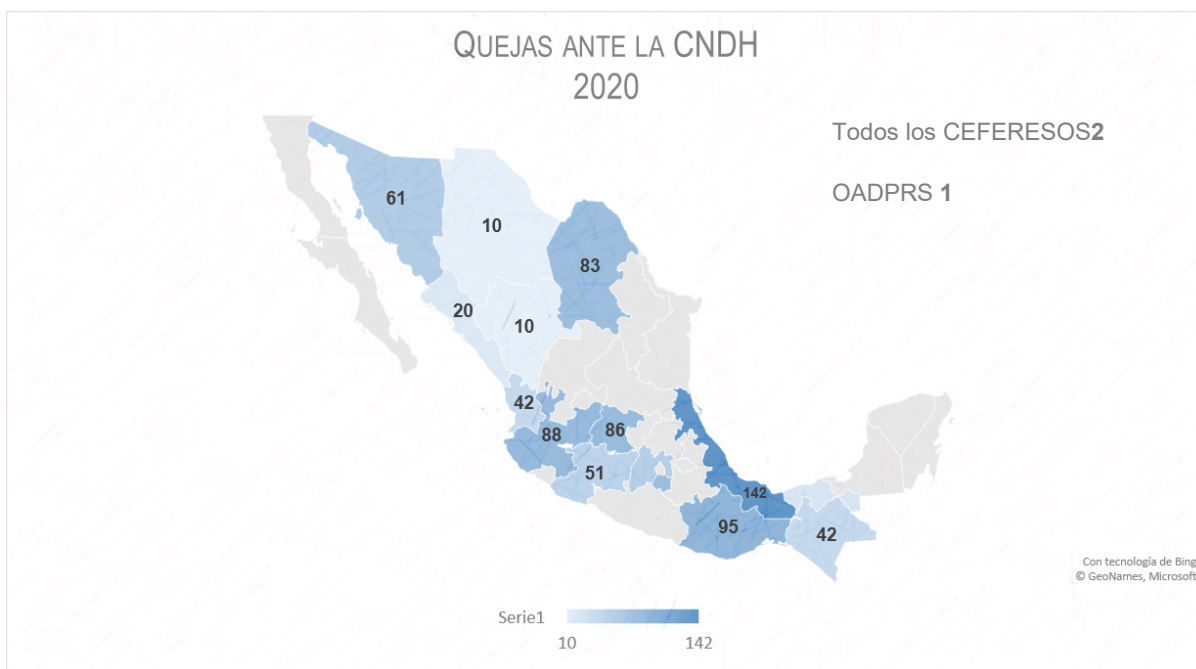 QUEJAS ANTE LA CNDH
2020
Todos los CEFERESOS2
OADPRS 1
61
10
83
20
10
42
88
86
51
142
95
42
Con tecnología de Bing
© GeoNames, Microsoft
Serie1
10
142